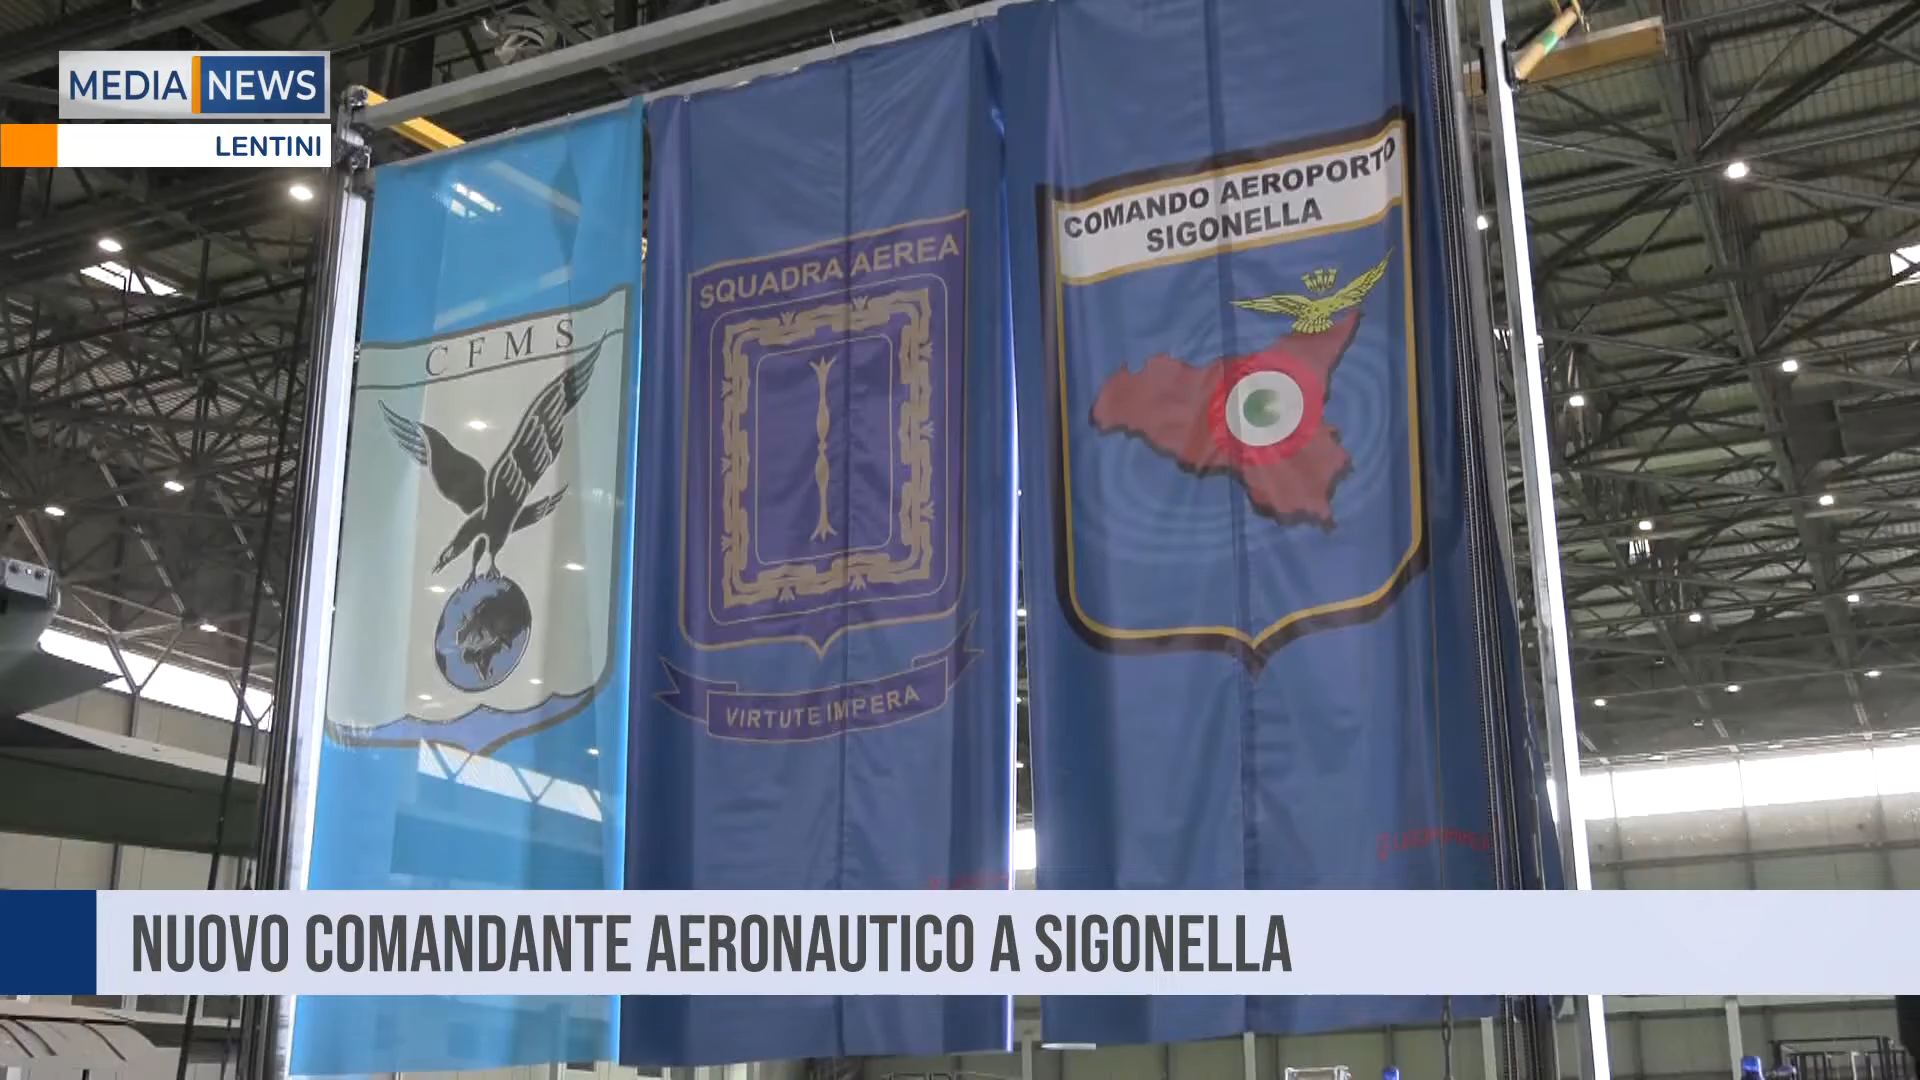 MEDIA NEWS
LENTINI
CFMS
SQUADRA AEREA
VIRTUTE IMPERA
COMANDO AEROPORTO
SIGONELLA
NUOVO COMANDANTE AERONAUTICO A SIGONELLA